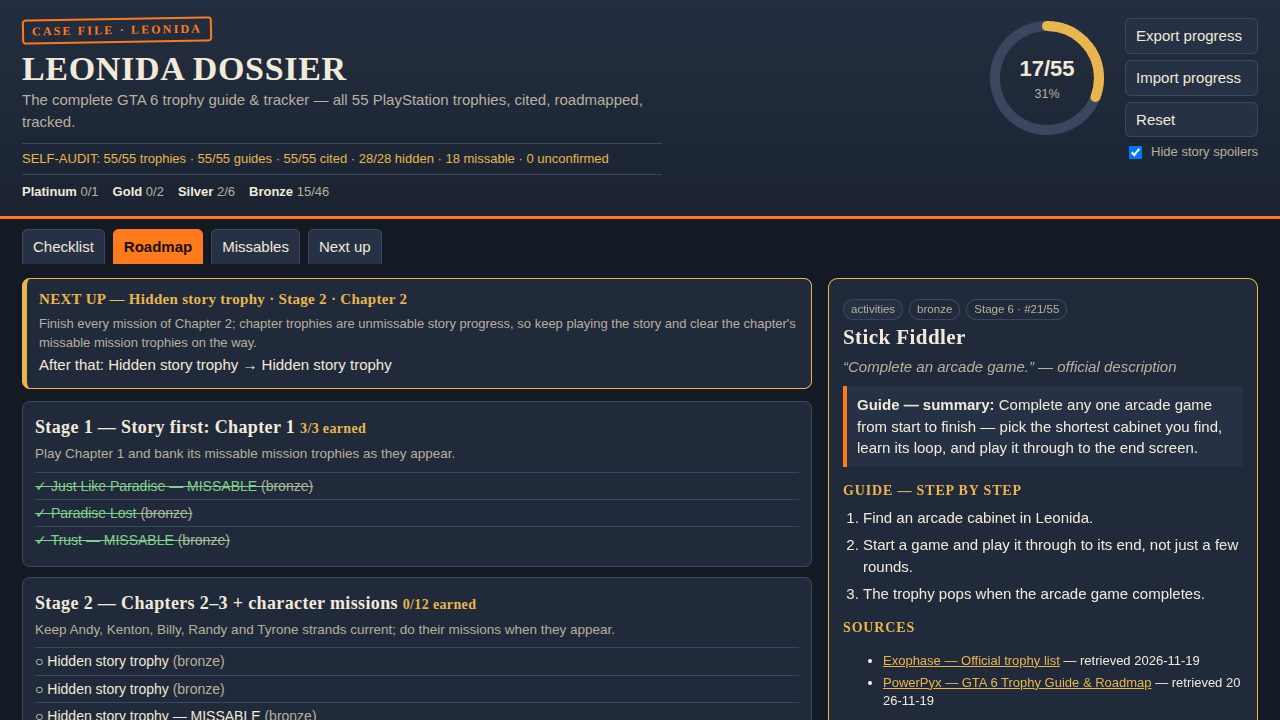 CASE FILE · LEONIDA
LEONIDA DOSSIER
The complete GTA 6 trophy guide & tracker — all 55 PlayStation trophies, cited, roadmapped,
tracked.
SELF-AUDIT: 55/55 trophies · 55/55 guides · 55/55 cited · 28/28 hidden · 18 missable · 0 unconfirmed
Platinum 0/1 Gold 0/2 Silver 2/6 Bronze 15/46
17/55
31%
Export progress
Import progress
Reset
Hide story spoilers
Checklist
Roadmap
Missables
Next up
NEXT UP — Hidden story trophy · Stage 2 · Chapter 2
Finish every mission of Chapter 2; chapter trophies are unmissable story progress, so keep playing the story and clear the chapter's
missable mission trophies on the way.
After that: Hidden story trophy → Hidden story trophy
Stage 1 — Story first: Chapter 1 3/3 earned
Play Chapter 1 and bank its missable mission trophies as they appear.
✓ Just Like Paradise — MISSABLE (bronze)
✓ Paradise Lost (bronze)
✓ Trust — MISSABLE (bronze)
Stage 2 — Chapters 2–3 + character missions 0/12 earned
Keep Andy, Kenton, Billy, Randy and Tyrone strands current; do their missions when they appear.
○ Hidden story trophy (bronze)
○ Hidden story trophy (bronze)
○ Hidden story trophy — MISSABLE (bronze)
activities
bronze
Stage 6 · #21/55
Stick Fiddler
“Complete an arcade game.” — official description
Guide — summary: Complete any one arcade game
from start to finish — pick the shortest cabinet you find,
learn its loop, and play it through to the end screen.
GUIDE — STEP BY STEP
1. Find an arcade cabinet in Leonida.
2. Start a game and play it through to its end, not just a few
rounds.
3. The trophy pops when the arcade game completes.
SOURCES
• Exophase — Official trophy list — retrieved 2026-11-19
• PowerPyx — GTA 6 Trophy Guide & Roadmap — retrieved 20
26-11-19